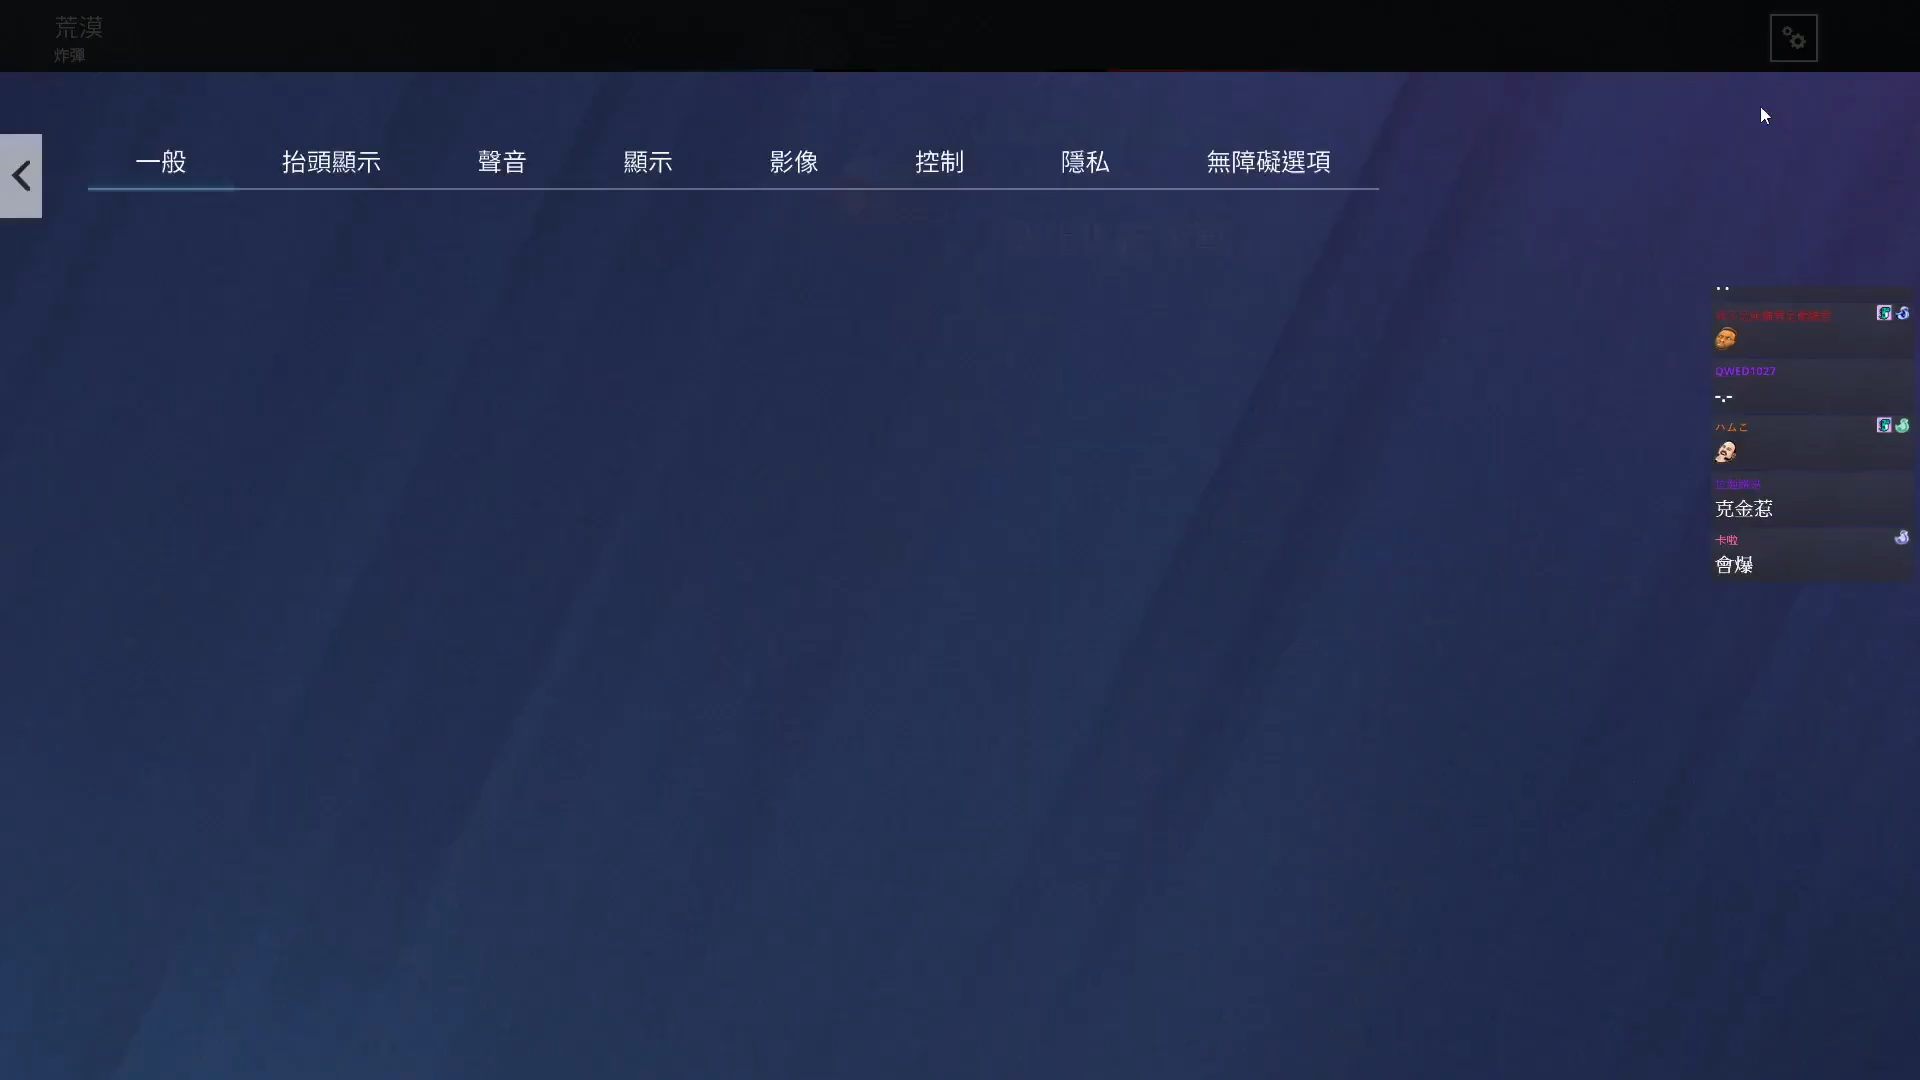 荒漠
炸彈
一般 抬頭顯示 聲音 顯示 影像 控制 隱私 無障礙選項
QWED1027
-.-
ハムこ
克金惹
卡啦
會爆